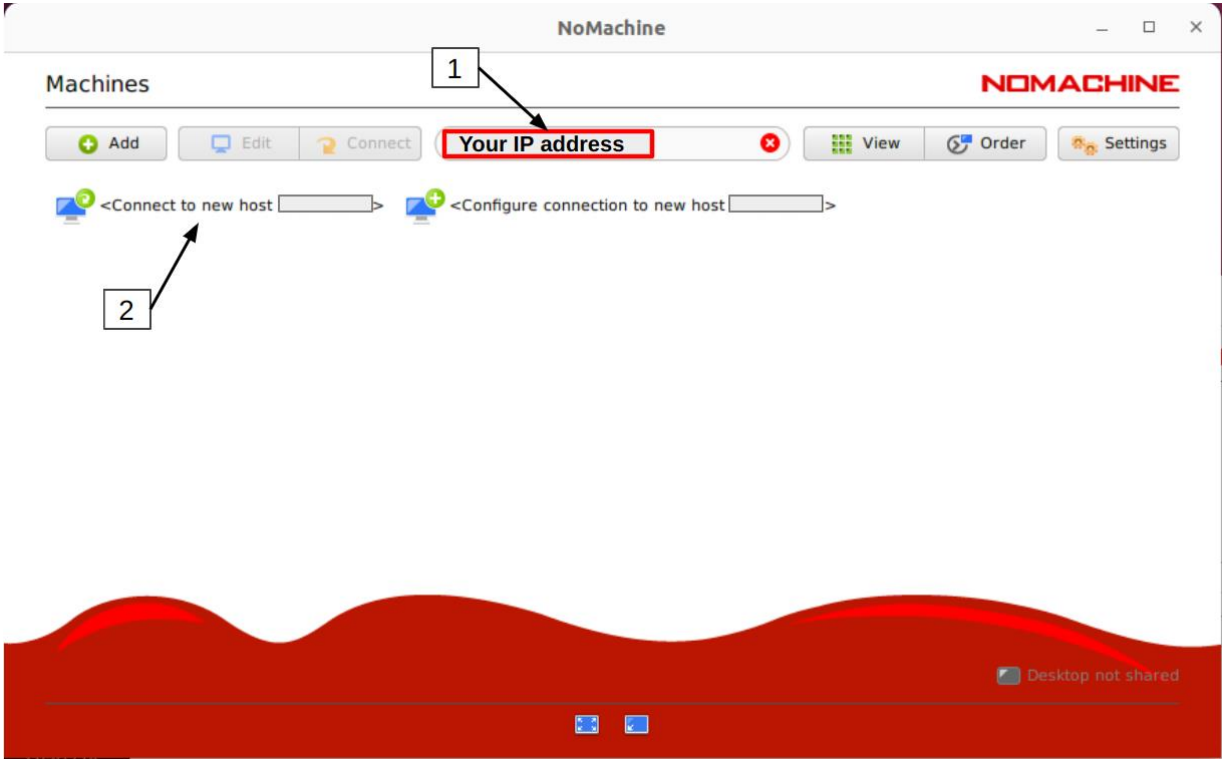 NoMachine
1
Machines
NOMACHINE
Add Edit Connect Your IP address View Order Settings
<Connect to new host > <Configure connection to new host >
2
Desktop not shared